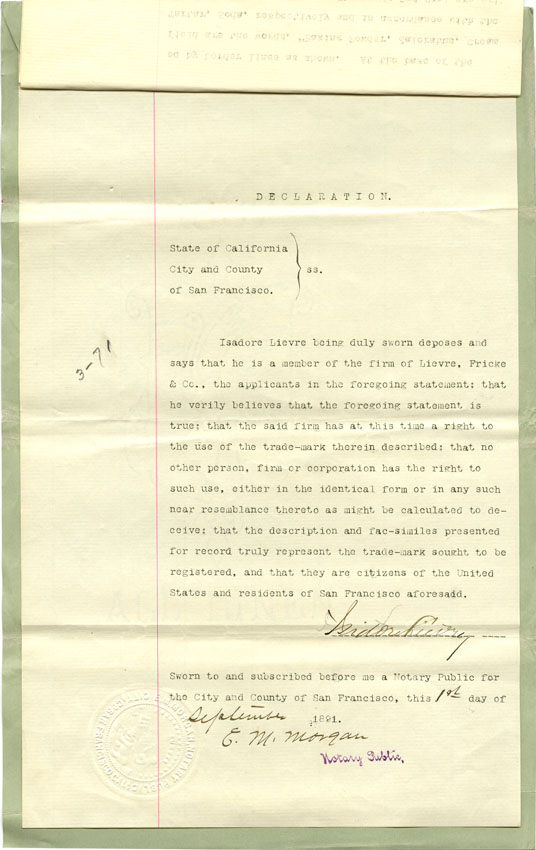 DECLARATION.
State of California
City and County ss.
of San Francisco.
3-71
Isadore Lievre being duly sworn deposes and
says that he is a member of the firm of Lievre, Fricke
& Co., the applicants in the foregoing statement; that
he verily believes that the foregoing statement is
true; that the said firm has at this time a right to
the use of the trade-mark therein described; that no
other person, firm or corporation has the right to
such use, either in the identical form or in any such
near resemblance thereto as might be calculated to de-
ceive; that the description and fac-similes presented
for record truly represent the trade-mark sought to be
registered, and that they are citizens of the United
States and residents of San Francisco aforesaid.
Isidore Lievre
Sworn to and subscribed before me a Notary Public for
the City and County of San Francisco, this 1st day of
September 1891.
E. M. Morgan
Notary Public,